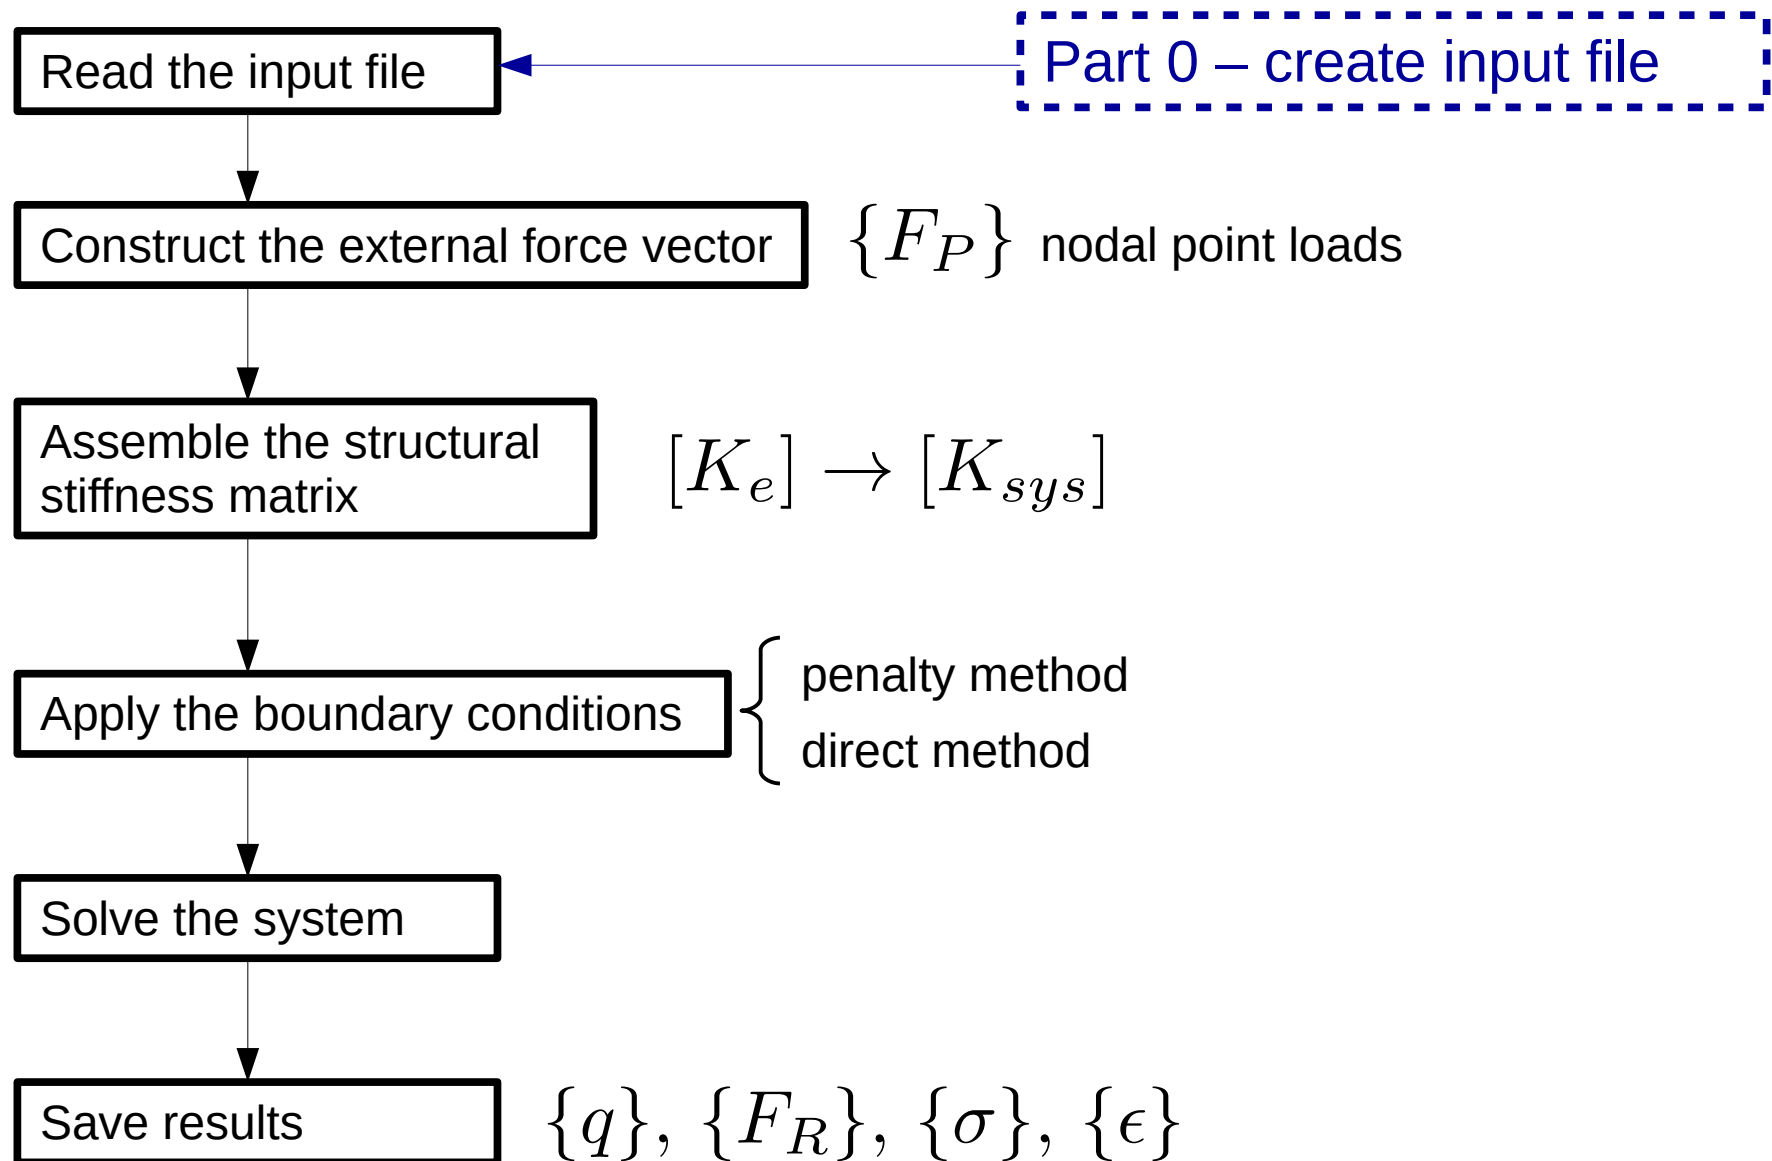 Read the input file
Part 0 – create input file
Construct the external force vector
{F_P} nodal point loads
Assemble the structural
stiffness matrix
[K_e] → [K_{sys}]
Apply the boundary conditions
penalty method
direct method
Solve the system
Save results
{q}, {F_R}, {σ}, {ϵ}